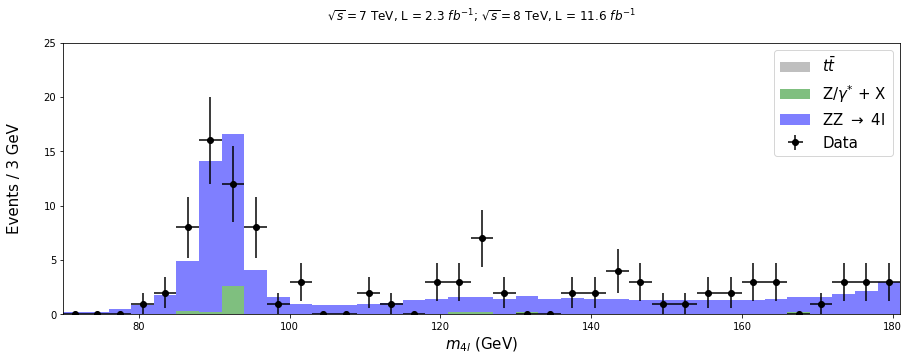 √s = 7 TeV, L = 2.3 fb⁻¹; √s = 8 TeV, L = 11.6 fb⁻¹
Events / 3 GeV
25
20
15
10
5
0
tt̄
Z/γ* + X
ZZ → 4l
Data
80 100 120 140 160 180
m₄ₗ (GeV)